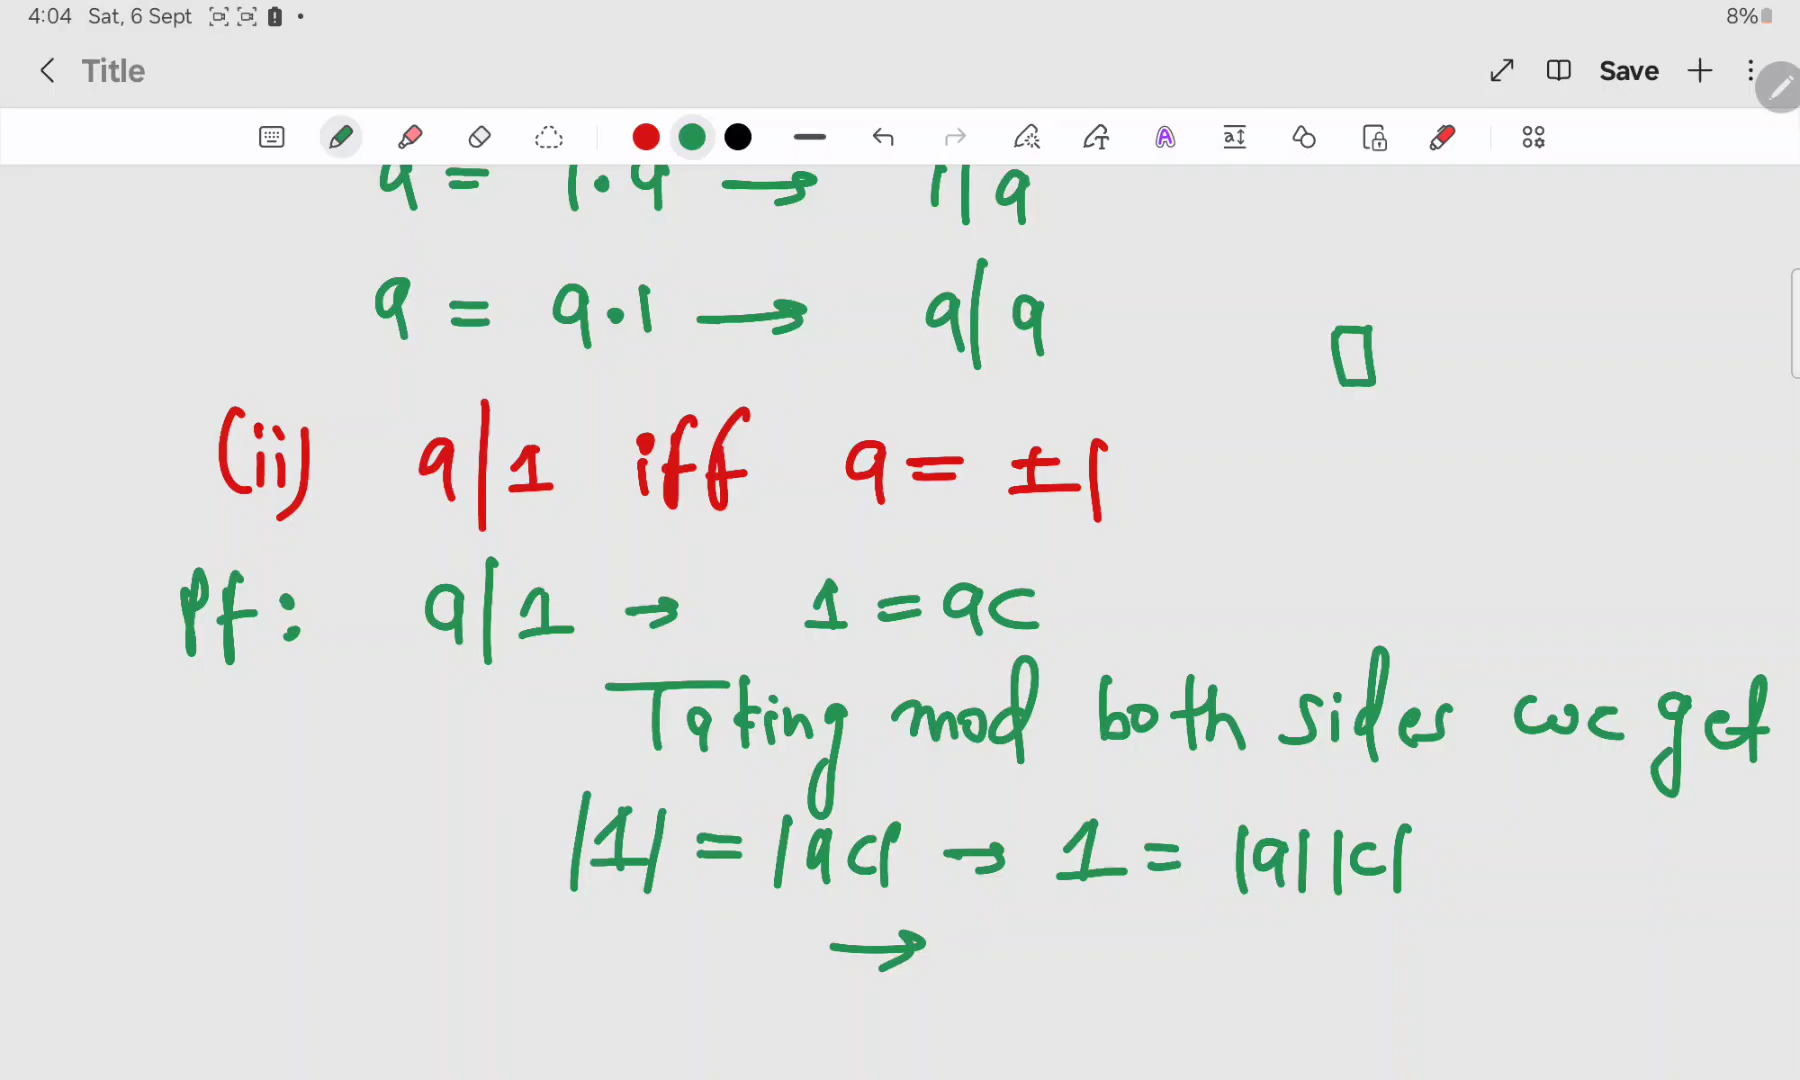 4:04 Sat, 6 Sept 8%
Title Save
a = 1·a → 1|a
a = a·1 → a|a
(ii) a|1 iff a = ±1
Pf: a|1 → 1 = ac
Taking mod both sides we get
|1| = |ac| → 1 = |a||c|
→